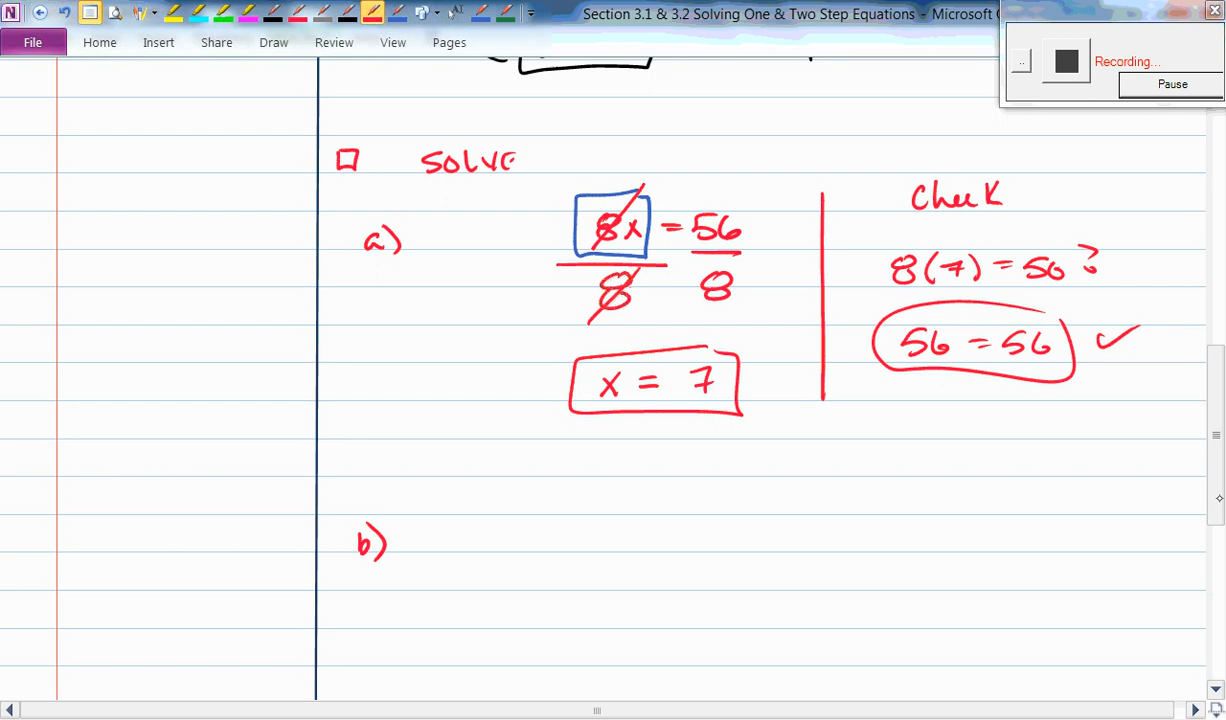 Section 3.1 & 3.2 Solving One & Two Step Equations - Microsoft
File Home Insert Share Draw Review View Pages
Recording...
Pause
SOLVE
a)
8x = 56
8 8
x = 7
Check
8(7) = 56 ?
56 = 56 ✓
b)